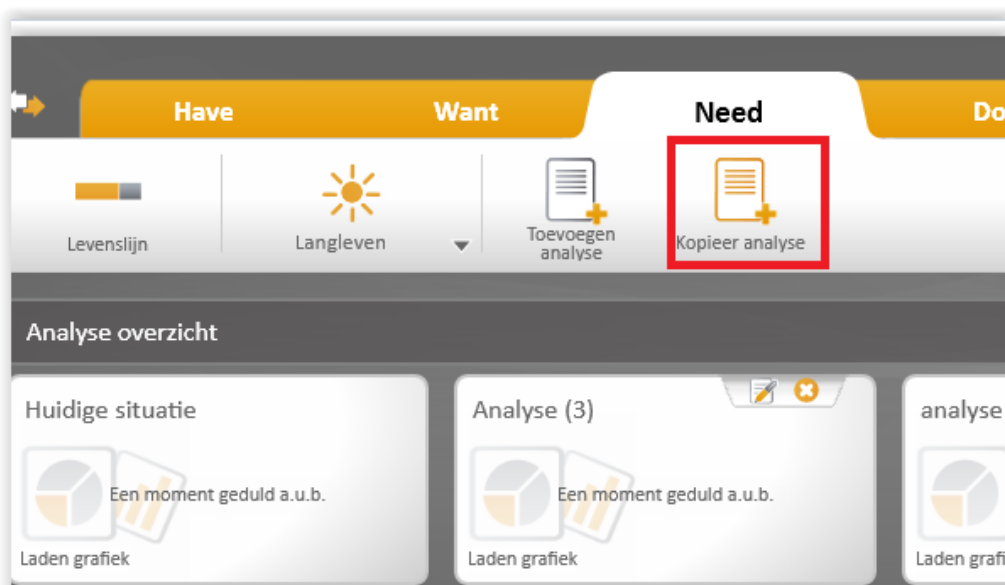 Have
Want
Need
Do
Levenslijn
Langleven
Toevoegen
analyse
Kopieer analyse
Analyse overzicht
Huidige situatie
Analyse (3)
analyse
Een moment geduld a.u.b.
Een moment geduld a.u.b.
Laden grafiek
Laden grafiek
Laden grafi